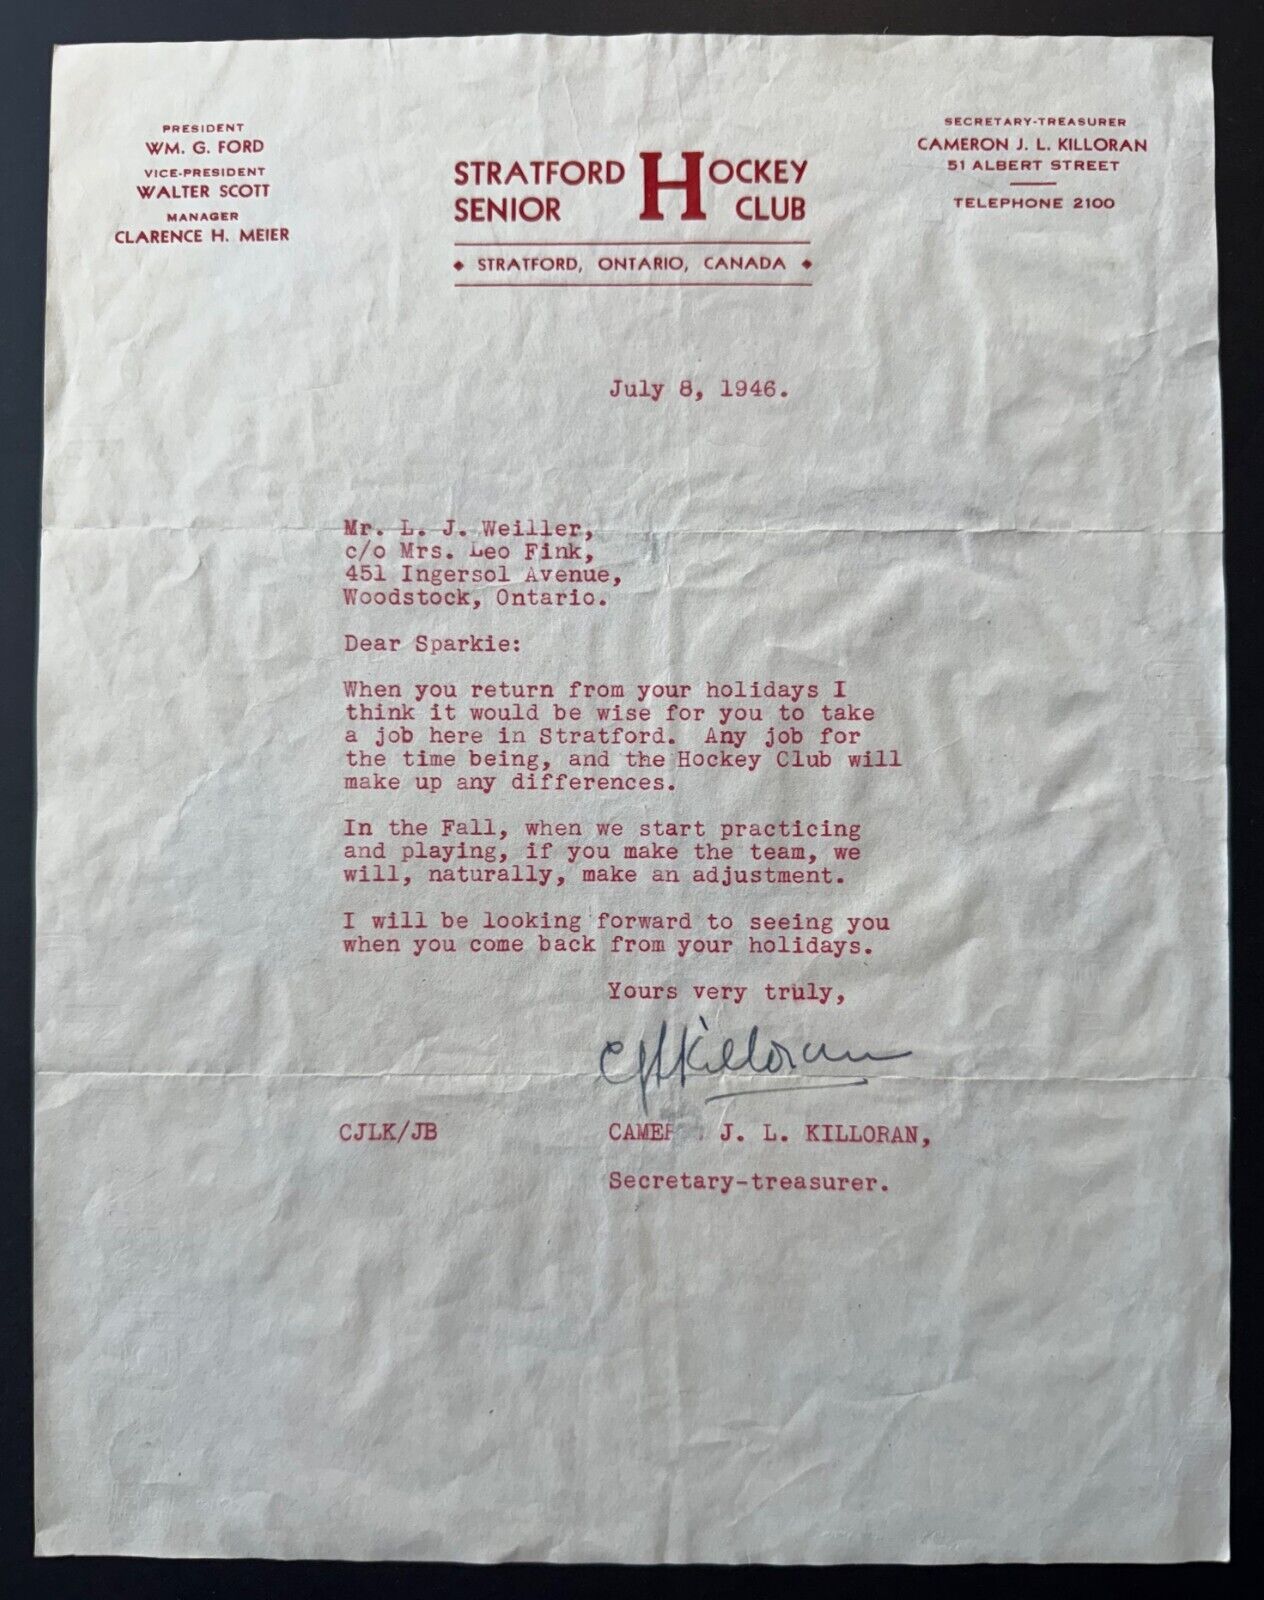 PRESIDENT
WM. G. FORD
VICE-PRESIDENT
WALTER SCOTT
MANAGER
CLARENCE H. MEIER
STRATFORD HOCKEY
SENIOR CLUB
STRATFORD, ONTARIO, CANADA
SECRETARY-TREASURER
CAMERON J. L. KILLORAN
51 ALBERT STREET
TELEPHONE 2100
July 8, 1946.
Mr. L. J. Weiller,
c/o Mrs. Leo Fink,
451 Ingersol Avenue,
Woodstock, Ontario.
Dear Sparkie:
When you return from your holidays I
think it would be wise for you to take
a job here in Stratford. Any job for
the time being, and the Hockey Club will
make up any differences.
In the Fall, when we start practicing
and playing, if you make the team, we
will, naturally, make an adjustment.
I will be looking forward to seeing you
when you come back from your holidays.
Yours very truly,
CJLKilloran
CJLK/JB
CAMER J. L. KILLORAN,
Secretary-treasurer.